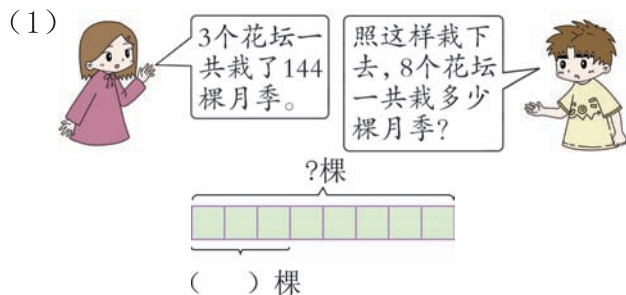 (1)
3个花坛一
共栽了144
棵月季。
照这样栽下
去,8个花坛
一共栽多少
棵月季?
?棵
(  )棵